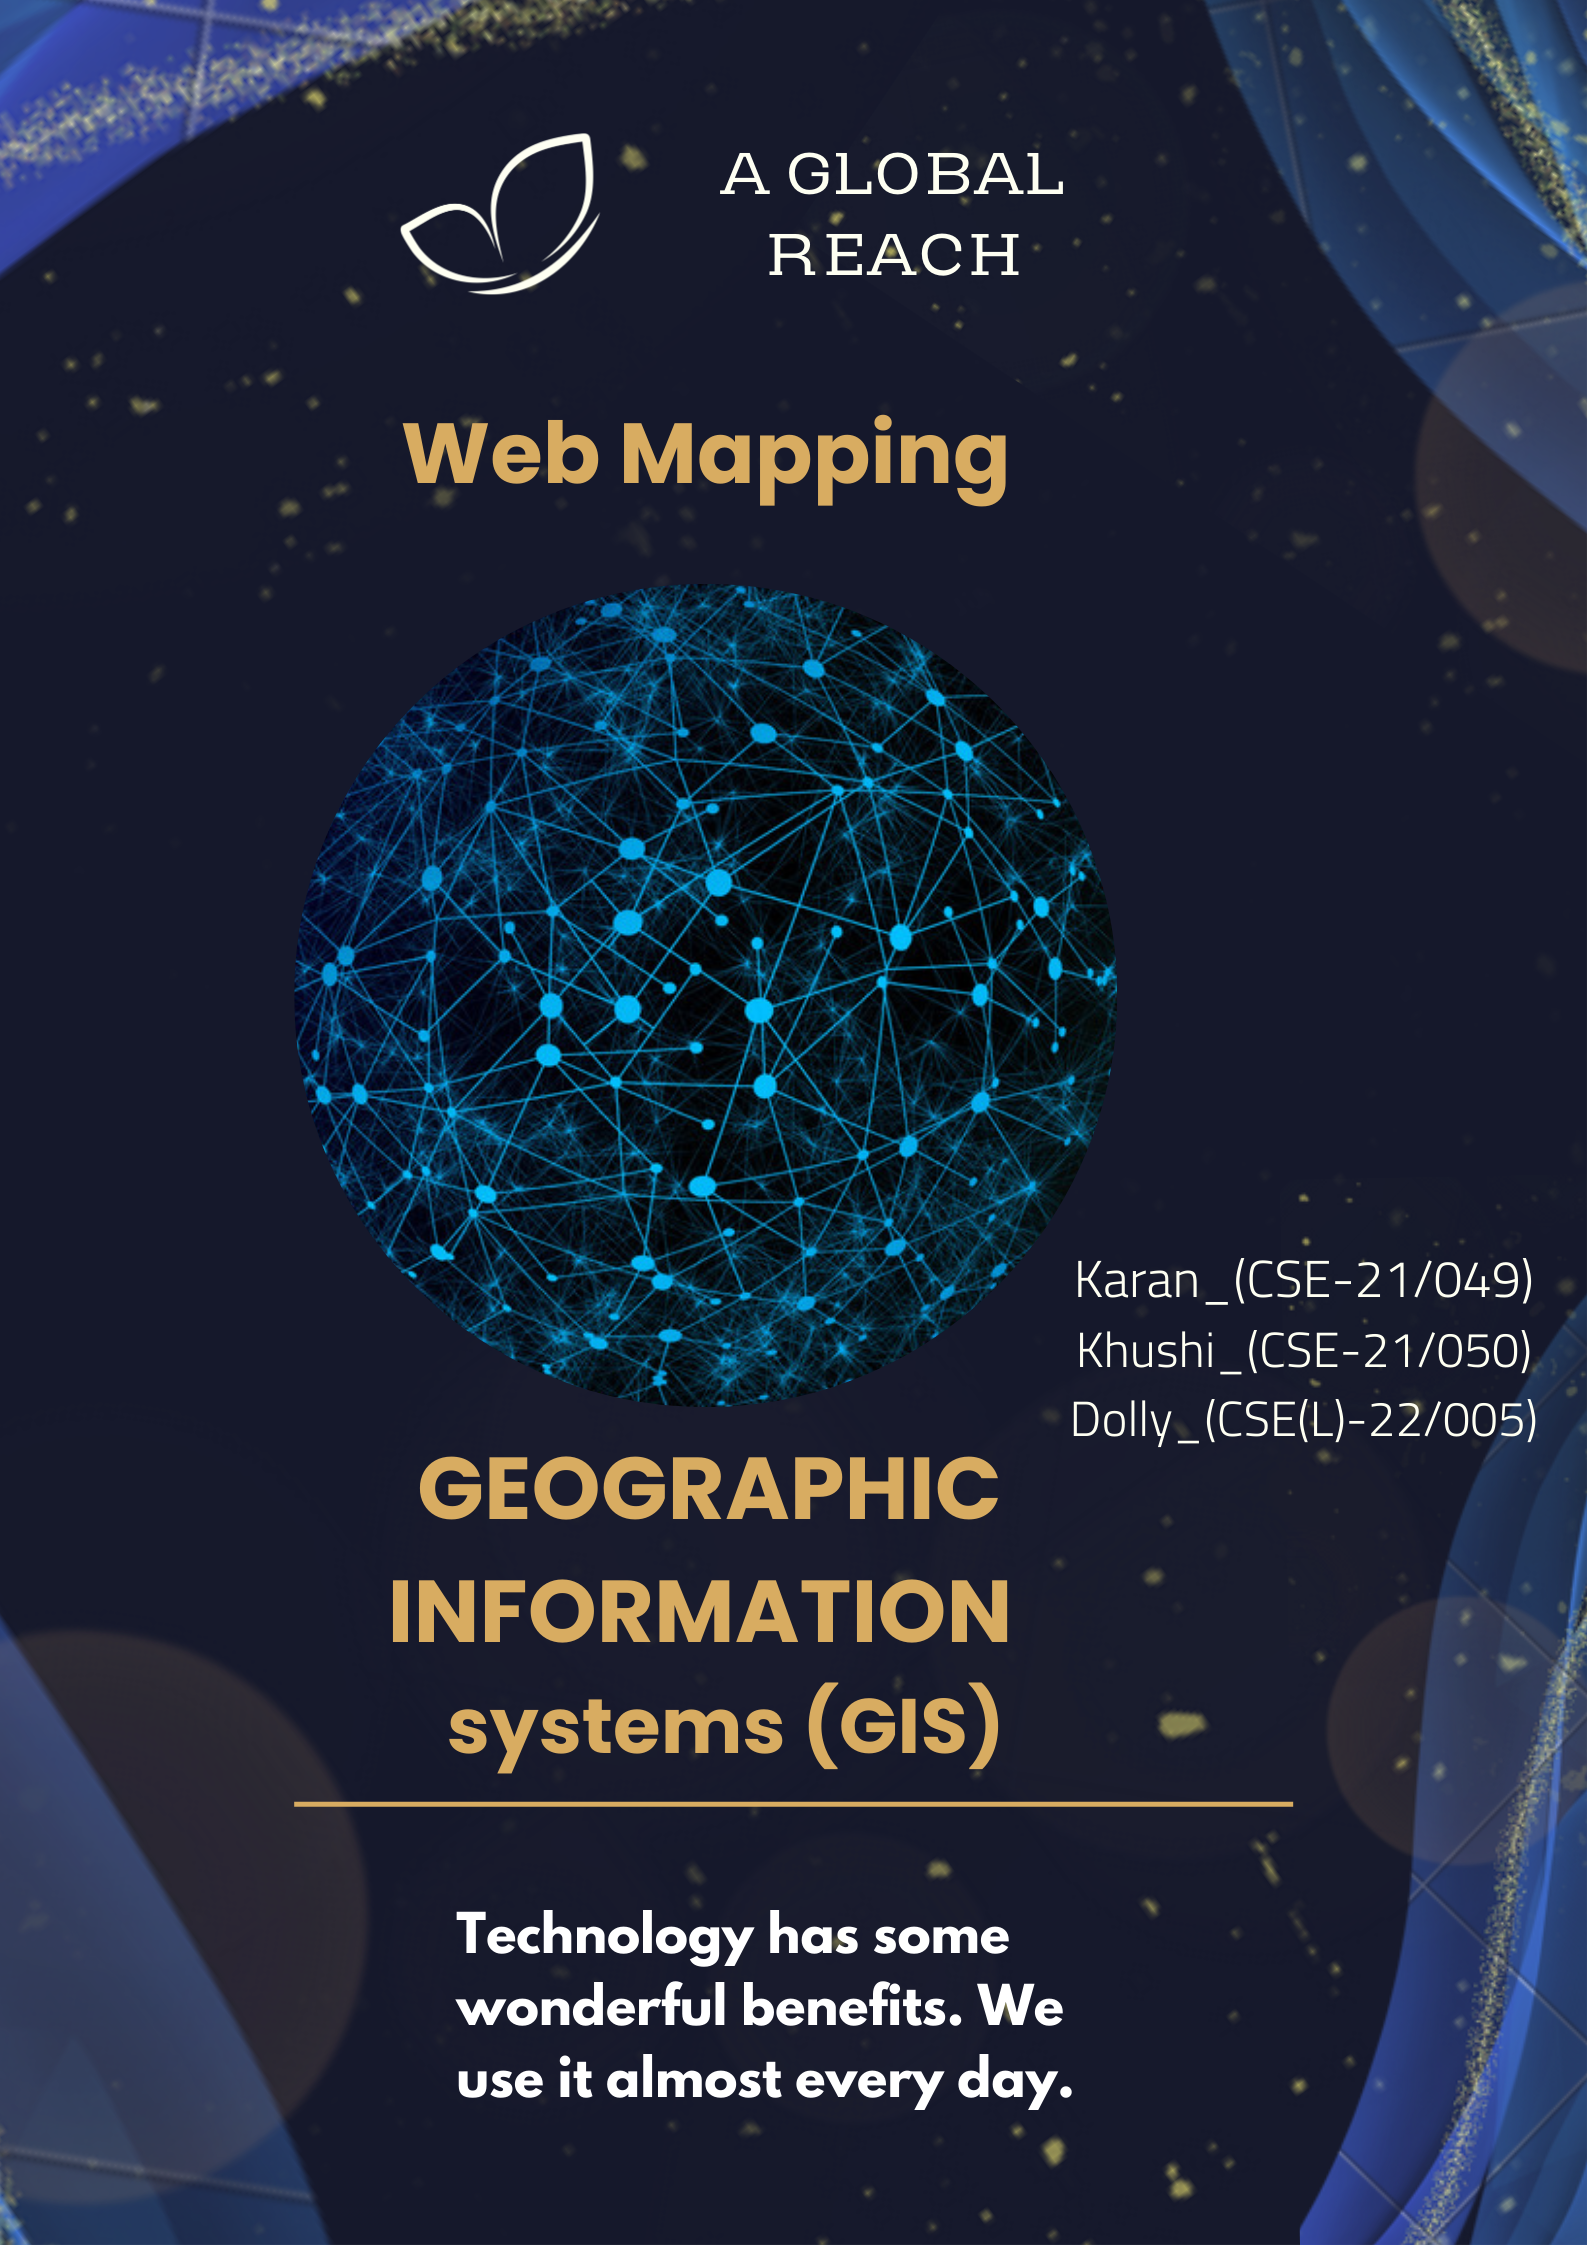 A GLOBAL
REACH
Web Mapping
Karan_(CSE-21/049)
Khushi_(CSE-21/050)
Dolly_(CSE(L)-22/005)
GEOGRAPHIC
INFORMATION
systems (GIS)
Technology has some
wonderful benefits. We
use it almost every day.